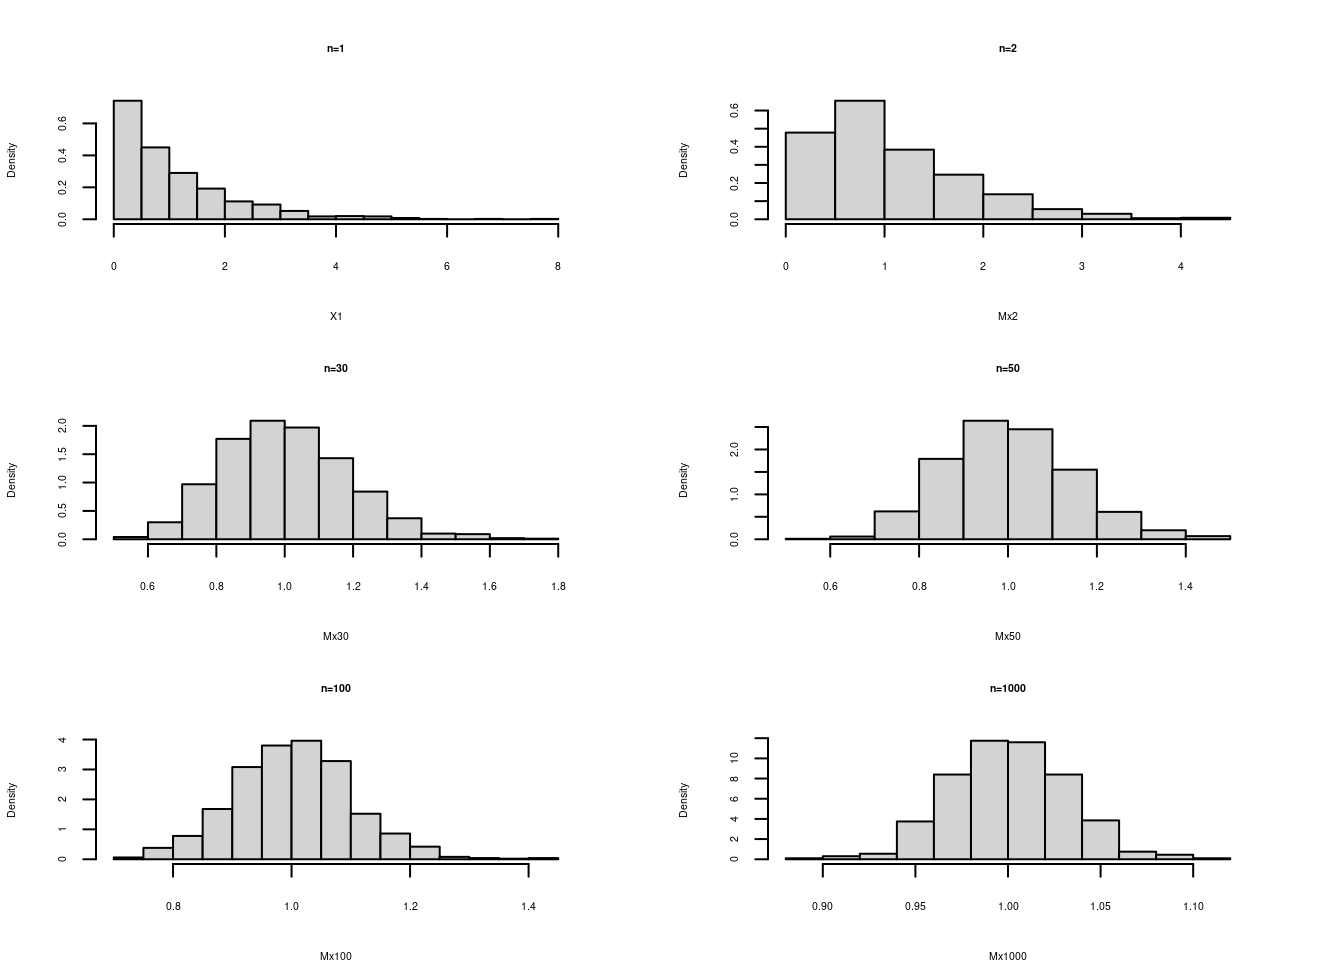 n=1
Density
0.0 0.2 0.4 0.6
0 2 4 6 8
X1
n=2
Density
0.0 0.2 0.4 0.6
0 1 2 3 4
Mx2
n=30
Density
0.0 0.5 1.0 1.5 2.0
0.6 0.8 1.0 1.2 1.4 1.6 1.8
Mx30
n=50
Density
0.0 1.0 2.0
0.6 0.8 1.0 1.2 1.4
Mx50
n=100
Density
0 1 2 3 4
0.8 1.0 1.2 1.4
Mx100
n=1000
Density
0 2 4 6 8 10
0.90 0.95 1.00 1.05 1.10
Mx1000